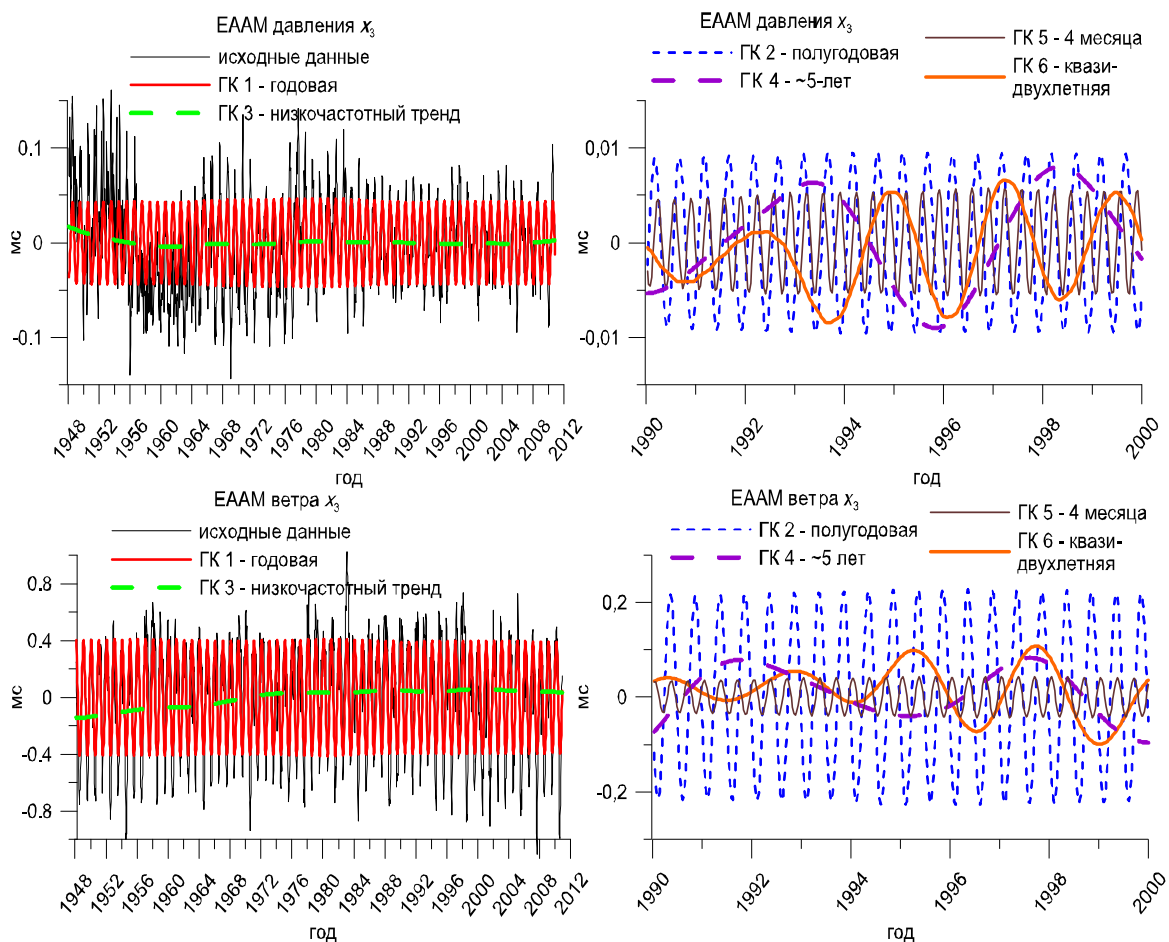 ЕААМ давления x3
исходные данные
ГК 1 - годовая
ГК 3 - низкочастотный тренд
0.1
0
-0.1
мс
1948
1952
1956
1960
1964
1968
1972
1976
1980
1984
1988
1992
1996
2000
2004
2008
2012
год
ЕААМ давления x3
ГК 2 - полугодовая
ГК 4 - ~5-лет
ГК 5 - 4 месяца
ГК 6 - квази-
двухлетняя
0,01
0
-0,01
мс
1990
1992
1994
1996
1998
2000
год
ЕААМ ветра x3
исходные данные
ГК 1 - годовая
ГК 3 - низкочастотный тренд
0.8
0.4
0
-0.4
-0.8
мс
1948
1952
1956
1960
1964
1968
1972
1976
1980
1984
1988
1992
1996
2000
2004
2008
2012
год
ЕААМ ветра x3
ГК 2 - полугодовая
ГК 4 - ~5 лет
ГК 5 - 4 месяца
ГК 6 - квази-
двухлетняя
0,2
0
-0,2
мс
1990
1992
1994
1996
1998
2000
год